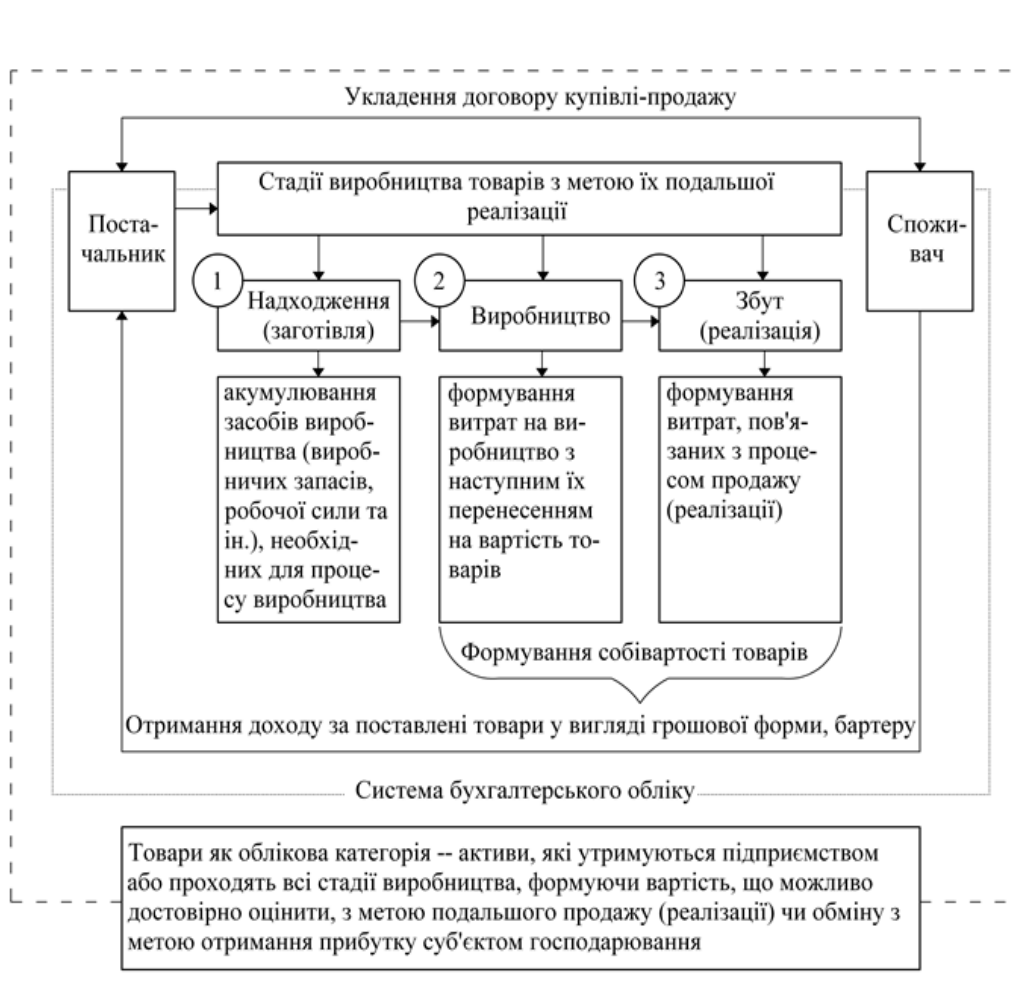 Укладення договору купівлі-продажу
Поста-
чальник
Стадії виробництва товарів з метою їх подальшої
реалізації
Спожи-
вач
1
Надходження
(заготівля)
2
Виробництво
3
Збут
(реалізація)
акумулювання
засобів вироб-
ництва (вироб-
ничих запасів,
робочої сили та
ін.), необхід-
них для проце-
су виробництва
формування
витрат на ви-
робництво з
наступним їх
перенесенням
на вартість то-
варів
формування
витрат, пов'я-
заних з проце-
сом продажу
(реалізації)
Формування собівартості товарів
Отримання доходу за поставлені товари у вигляді грошової форми, бартеру
Система бухгалтерського обліку
Товари як облікова категорія -- активи, які утримуються підприємством
або проходять всі стадії виробництва, формуючи вартість, що можливо
достовірно оцінити, з метою подальшого продажу (реалізації) чи обміну з
метою отримання прибутку суб'єктом господарювання